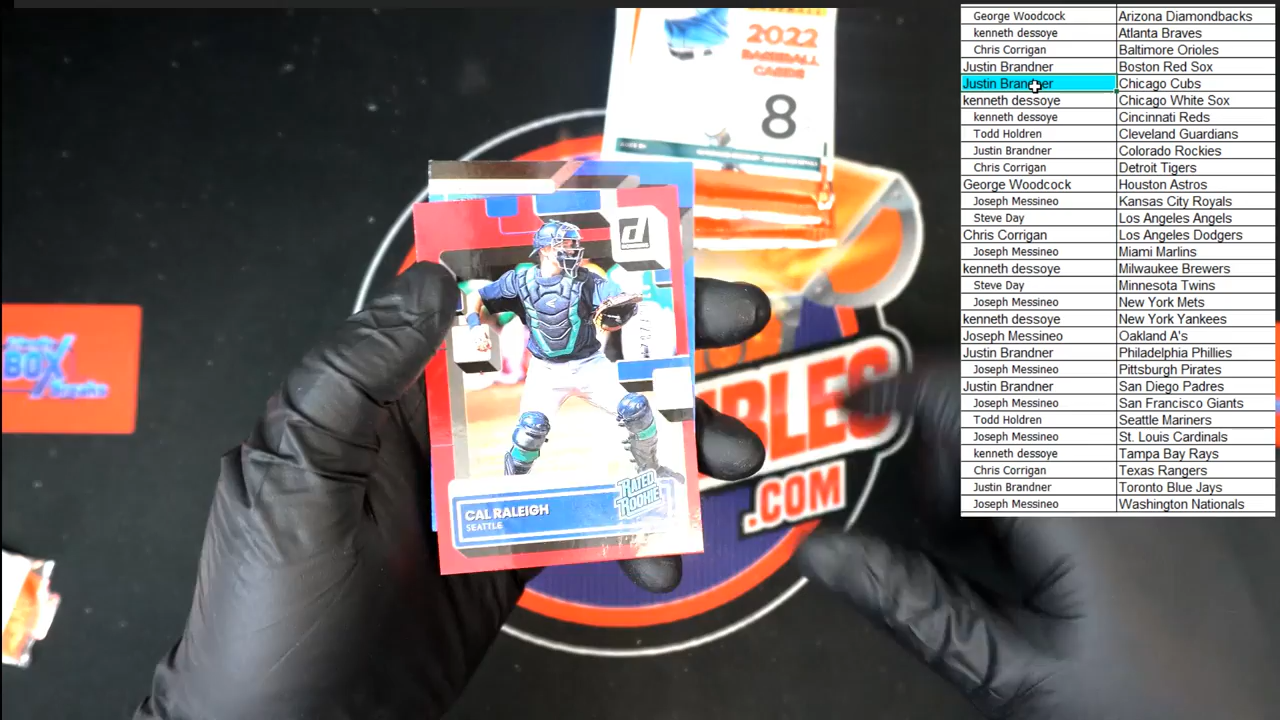 2022
BASEBALL
CARDS
8
d
CAL RALEIGH
SEATTLE
RATED
ROOKIE
BOX
Breaks
.COM
George Woodcock Arizona Diamondbacks
kenneth dessoye Atlanta Braves
Chris Corrigan Baltimore Orioles
Justin Brandner Boston Red Sox
Justin Brandner Chicago Cubs
kenneth dessoye Chicago White Sox
kenneth dessoye Cincinnati Reds
Todd Holdren Cleveland Guardians
Justin Brandner Colorado Rockies
Chris Corrigan Detroit Tigers
George Woodcock Houston Astros
Joseph Messineo Kansas City Royals
Steve Day Los Angeles Angels
Chris Corrigan Los Angeles Dodgers
Joseph Messineo Miami Marlins
kenneth dessoye Milwaukee Brewers
Steve Day Minnesota Twins
Joseph Messineo New York Mets
kenneth dessoye New York Yankees
Joseph Messineo Oakland A's
Justin Brandner Philadelphia Phillies
Joseph Messineo Pittsburgh Pirates
Justin Brandner San Diego Padres
Joseph Messineo San Francisco Giants
Todd Holdren Seattle Mariners
Joseph Messineo St. Louis Cardinals
kenneth dessoye Tampa Bay Rays
Chris Corrigan Texas Rangers
Justin Brandner Toronto Blue Jays
Joseph Messineo Washington Nationals